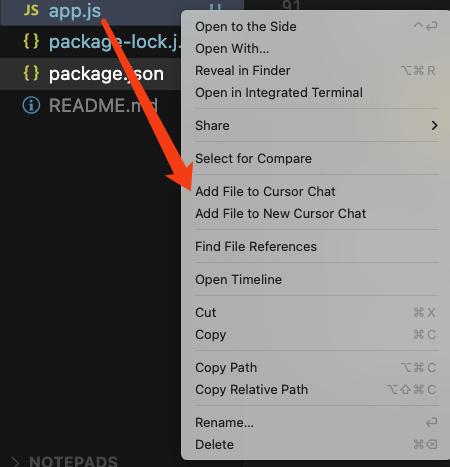 JS app.js U
{} package-lock.j
{} package.json
README.md
NOTEPADS
91
Open to the Side ^⏎
Open With...
Reveal in Finder ⌥⌘R
Open in Integrated Terminal
Share >
Select for Compare
Add File to Cursor Chat
Add File to New Cursor Chat
Find File References
Open Timeline
Cut ⌘X
Copy ⌘C
Copy Path ⌥⌘C
Copy Relative Path ⌥⇧⌘C
Rename... ⏎
Delete ⌘⌫